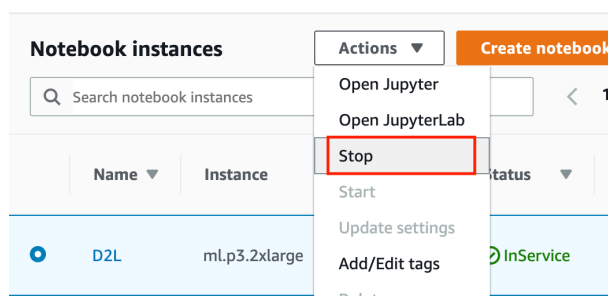 Notebook instances
Actions ▼
Create notebook
Search notebook instances
Open Jupyter
Open JupyterLab
Stop
Start
Update settings
Add/Edit tags
Name ▼
Instance
Status ▼
D2L
ml.p3.2xlarge
InService